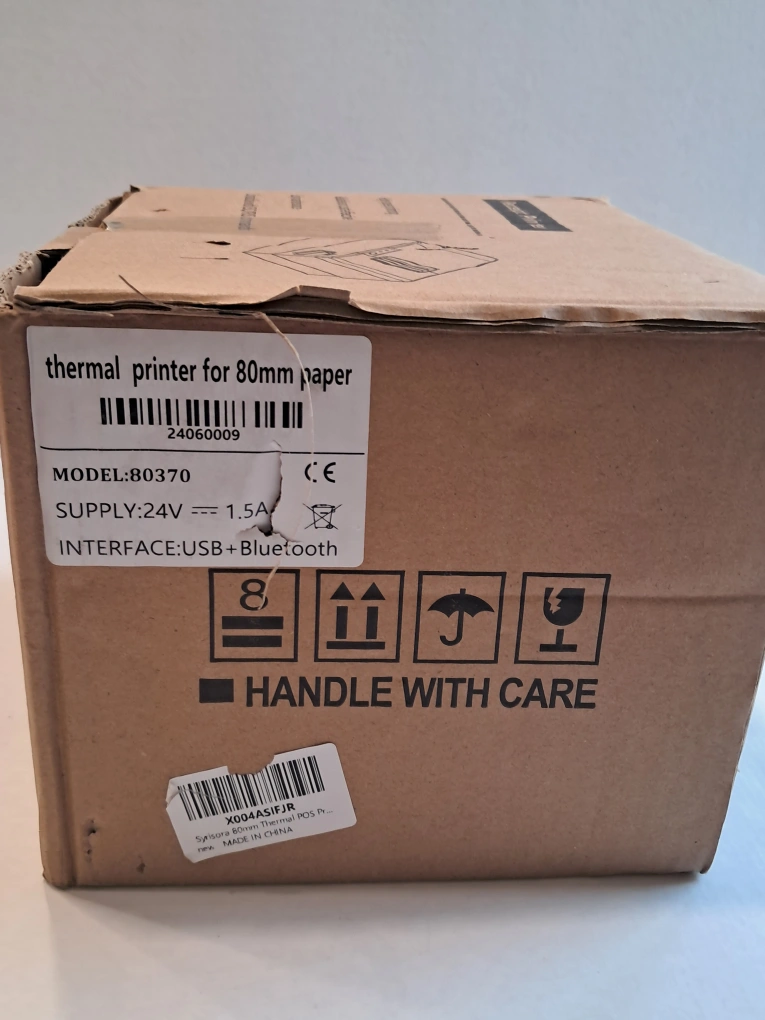 thermal printer for 80mm paper
24060009
MODEL:80370
CE
SUPPLY:24V ⎓ 1.5A
INTERFACE:USB+Bluetooth
8
HANDLE WITH CARE
X004ASIFJR
Syrisora 80mm Thermal POS Pr...
new MADE IN CHINA